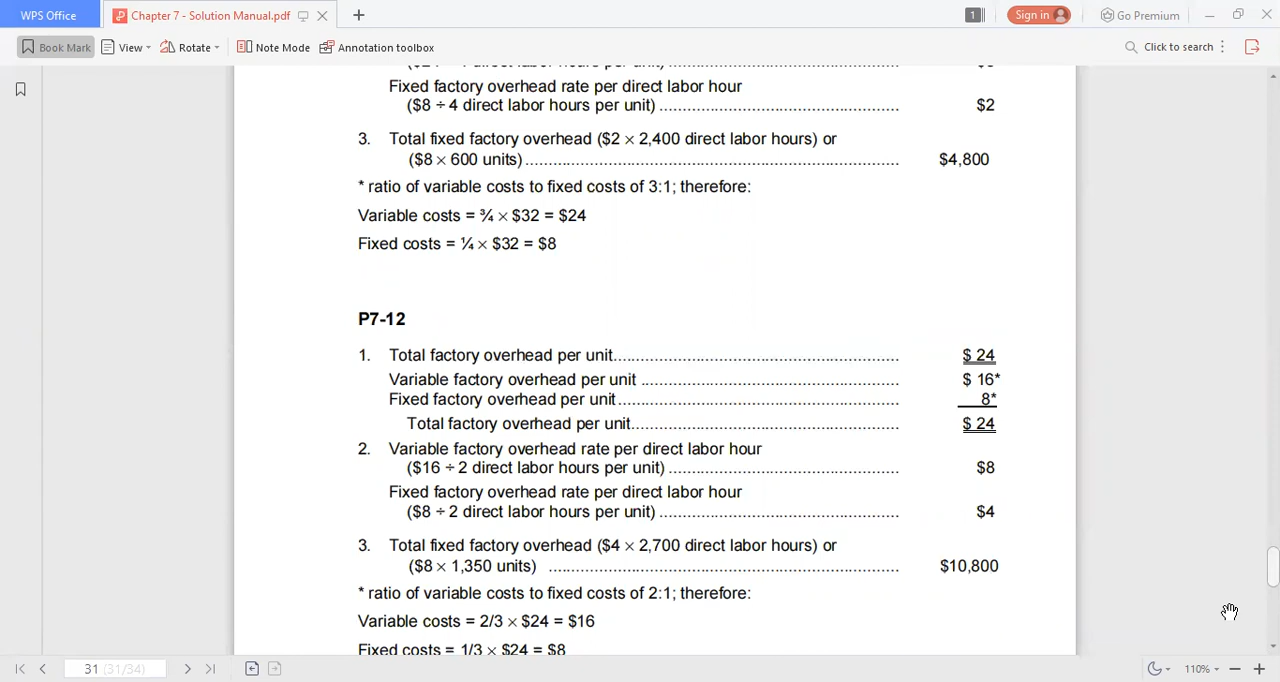 WPS Office
Chapter 7 - Solution Manual.pdf
1
Sign in
Go Premium
Book Mark
View
Rotate
Note Mode
Annotation toolbox
Click to search
Fixed factory overhead rate per direct labor hour
($8 ÷ 4 direct labor hours per unit) .................................................... $2
3. Total fixed factory overhead ($2 × 2,400 direct labor hours) or
($8 × 600 units) ................................................................................ $4,800
* ratio of variable costs to fixed costs of 3:1; therefore:
Variable costs = ¾ × $32 = $24
Fixed costs = ¼ × $32 = $8
P7-12
1. Total factory overhead per unit.............................................................. $ 24
Variable factory overhead per unit ........................................................ $ 16*
Fixed factory overhead per unit............................................................. 8*
Total factory overhead per unit.......................................................... $ 24
2. Variable factory overhead rate per direct labor hour
($16 ÷ 2 direct labor hours per unit) .................................................. $8
Fixed factory overhead rate per direct labor hour
($8 ÷ 2 direct labor hours per unit) .................................................... $4
3. Total fixed factory overhead ($4 × 2,700 direct labor hours) or
($8 × 1,350 units) ............................................................................ $10,800
* ratio of variable costs to fixed costs of 2:1; therefore:
Variable costs = 2/3 × $24 = $16
Fixed costs = 1/3 × $24 = $8
31 (31/34)
110%